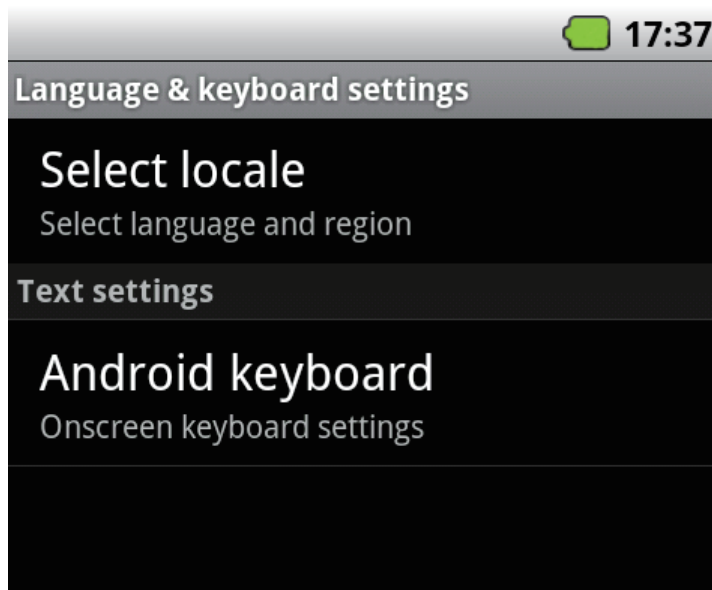 17:37
Language & keyboard settings
Select locale
Select language and region
Text settings
Android keyboard
Onscreen keyboard settings